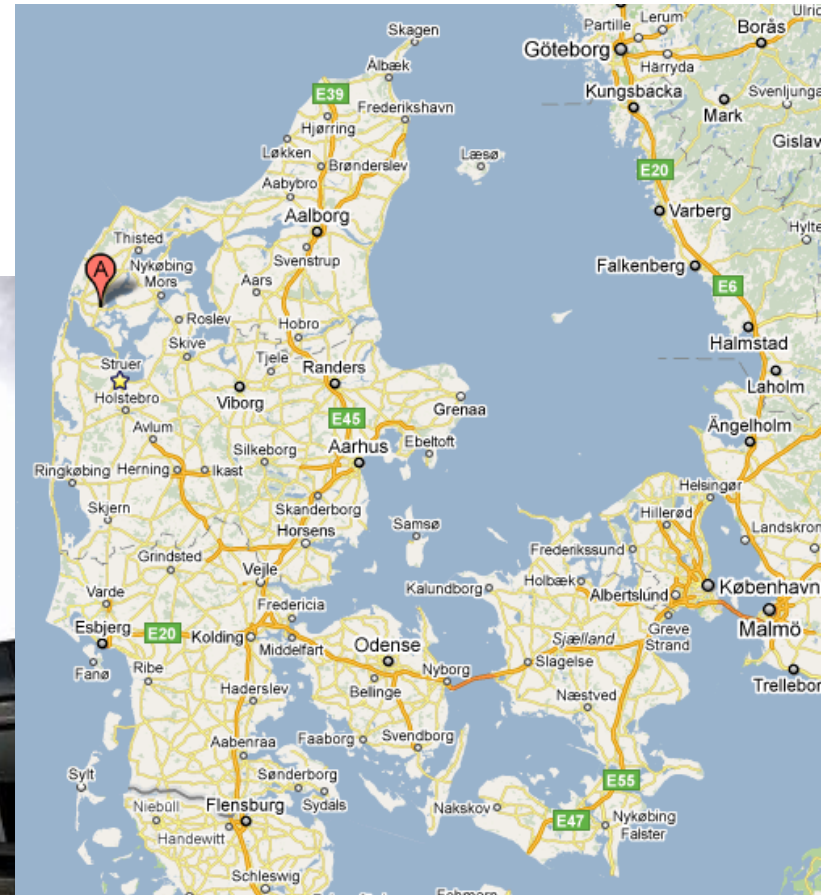 Skagen
Ålbæk
E39
Hjørring
Frederikshavn
Løkken
Brønderslev
Læsø
Aabybro
Aalborg
Thisted
Svenstrup
Nykøbing
Mors
A
Aars
Roslev
Hobro
Skive
Struer
Tjele
Randers
Viborg
Holstebro
Grenaa
Avlum
E45
Aarhus
Ebeltoft
Silkeborg
Ringkøbing
Herning
Ikast
Skjern
Skanderborg
Horsens
Samsø
Grindsted
Vejle
Varde
Fredericia
Esbjerg
E20
Kolding
Middelfart
Odense
Nyborg
Fanø
Ribe
Haderslev
Bellinge
Aabenraa
Faaborg
Svendborg
Sylt
Sønderborg
Sydals
Niebüll
Flensburg
Handewitt
Schleswig
Partille
Lerum
Borås
Göteborg
Härryda
Kungsbacka
Mark
E20
Varberg
Falkenberg
E6
Halmstad
Laholm
Ängelholm
Helsingør
Hillerød
Frederikssund
Holbæk
Kalundborg
Albertslund
København
Malmö
Greve
Strand
Sjælland
Slagelse
Næstved
E55
Nakskov
E47
Nykøbing
Falster